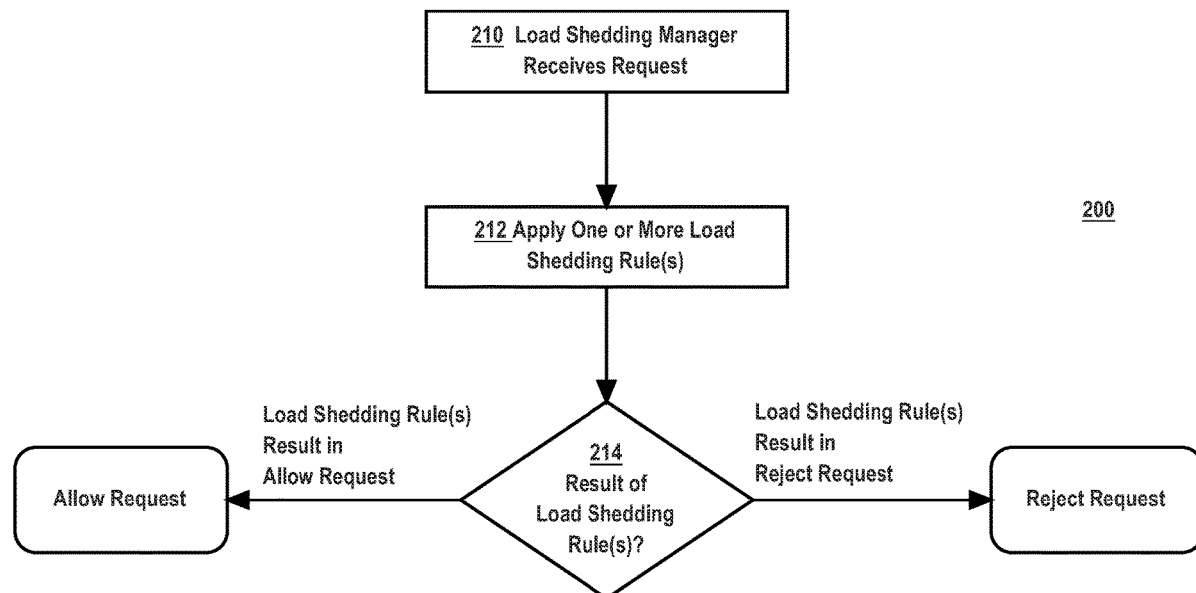 210 Load Shedding Manager
Receives Request
200
212 Apply One or More Load
Shedding Rule(s)
Load Shedding Rule(s)
Result in
Allow Request
Load Shedding Rule(s)
Result in
Reject Request
214
Result of
Load Shedding
Rule(s)?
Allow Request
Reject Request